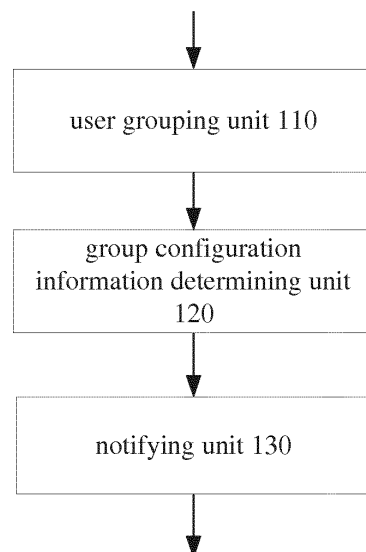 user grouping unit 110
group configuration
information determining unit
120
notifying unit 130